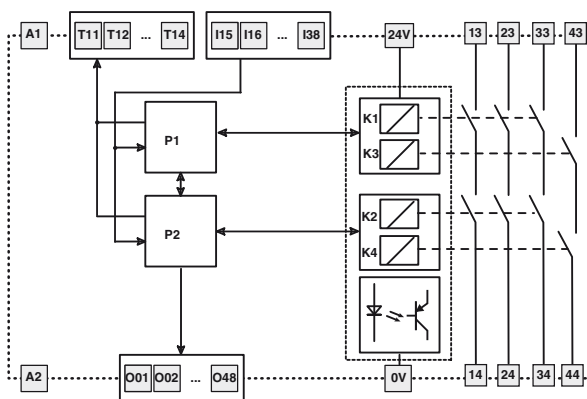 A1 T11 T12 ... T14 I15 I16 ... I38 24V 13 23 33 43
P1
K1
K3
P2
K2
K4
A2 O01 O02 ... O48 0V 14 24 34 44